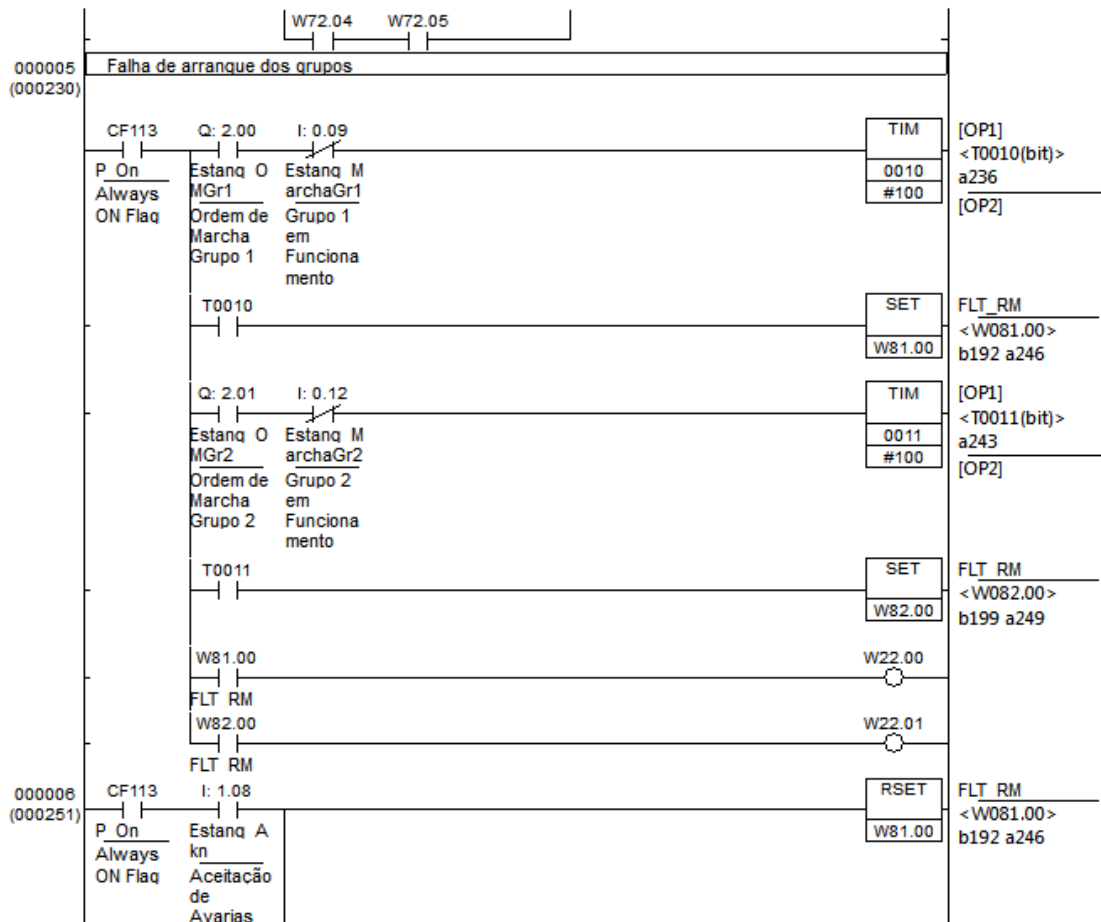 W72.04 W72.05
000005 Falha de arranque dos grupos
(000230)
CF113 Q: 2.00 I: 0.09 TIM [OP1]
<T0010(bit)>
P_On Estanq_O Estanq_M 0010 a236
Always MGr1 archaGr1 #100
ON Flag Ordem de Grupo 1 [OP2]
Marcha em
Grupo 1 Funciona
mento
T0010 SET FLT_RM
<W081.00>
W81.00 b192 a246
Q: 2.01 I: 0.12 TIM [OP1]
<T0011(bit)>
Estanq_O Estanq_M 0011 a243
MGr2 archaGr2 #100
Ordem de Grupo 2 [OP2]
Marcha em
Grupo 2 Funciona
mento
T0011 SET FLT_RM
<W082.00>
W82.00 b199 a249
W81.00 W22.00
FLT_RM
W82.00 W22.01
FLT_RM
000006 CF113 I: 1.08 RSET FLT_RM
(000251) <W081.00>
P_On Estanq_A W81.00 b192 a246
Always kn
ON Flag Aceitação
de
Avarias